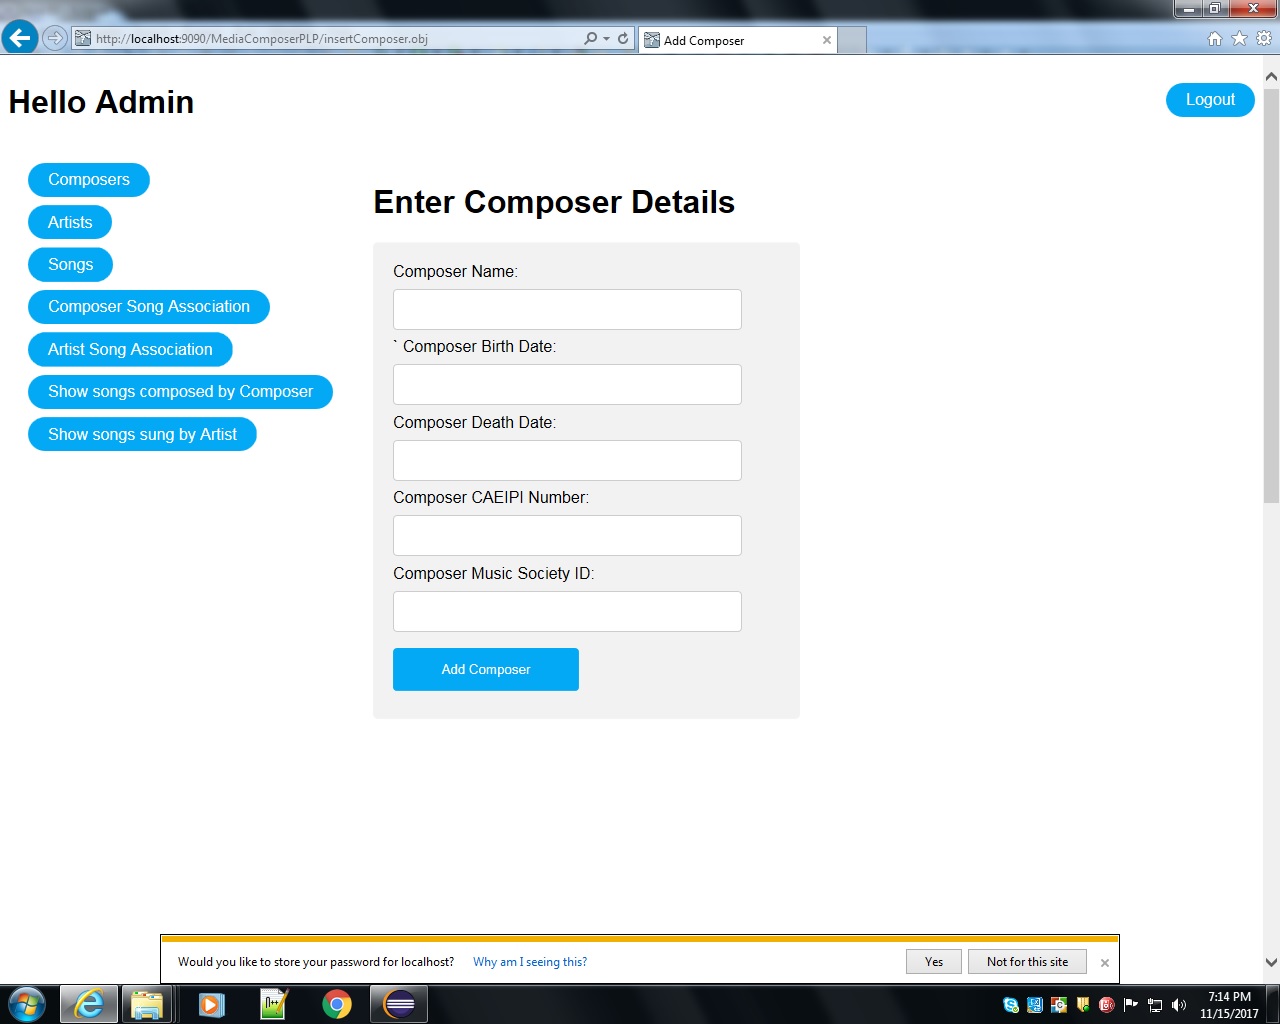 http://localhost:9090/MediaComposerPLP/insertComposer.obj
Add Composer
Hello Admin
Logout
Composers
Artists
Songs
Composer Song Association
Artist Song Association
Show songs composed by Composer
Show songs sung by Artist
Enter Composer Details
Composer Name:
` Composer Birth Date:
Composer Death Date:
Composer CAEIPI Number:
Composer Music Society ID:
Add Composer
Would you like to store your password for localhost? Why am I seeing this?
Yes
Not for this site
7:14 PM
11/15/2017